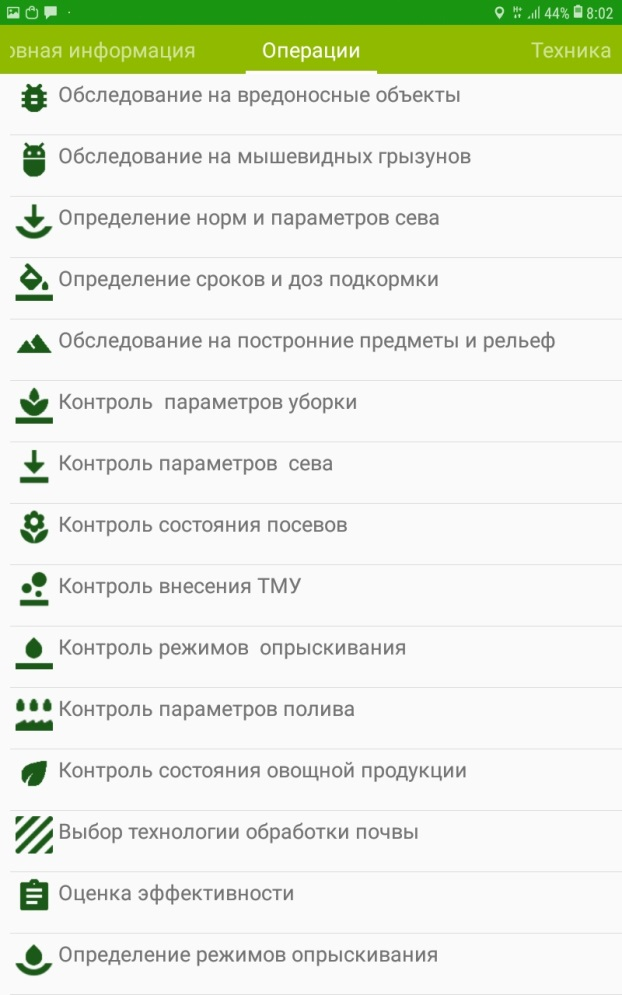 44% 8:02
овная информация Операции Техника
Обследование на вредоносные объекты
Обследование на мышевидных грызунов
Определение норм и параметров сева
Определение сроков и доз подкормки
Обследование на постронние предметы и рельеф
Контроль  параметров уборки
Контроль параметров  сева
Контроль состояния посевов
Контроль внесения ТМУ
Контроль режимов  опрыскивания
Контроль параметров полива
Контроль состояния овощной продукции
Выбор технологии обработки почвы
Оценка эффективности
Определение режимов опрыскивания